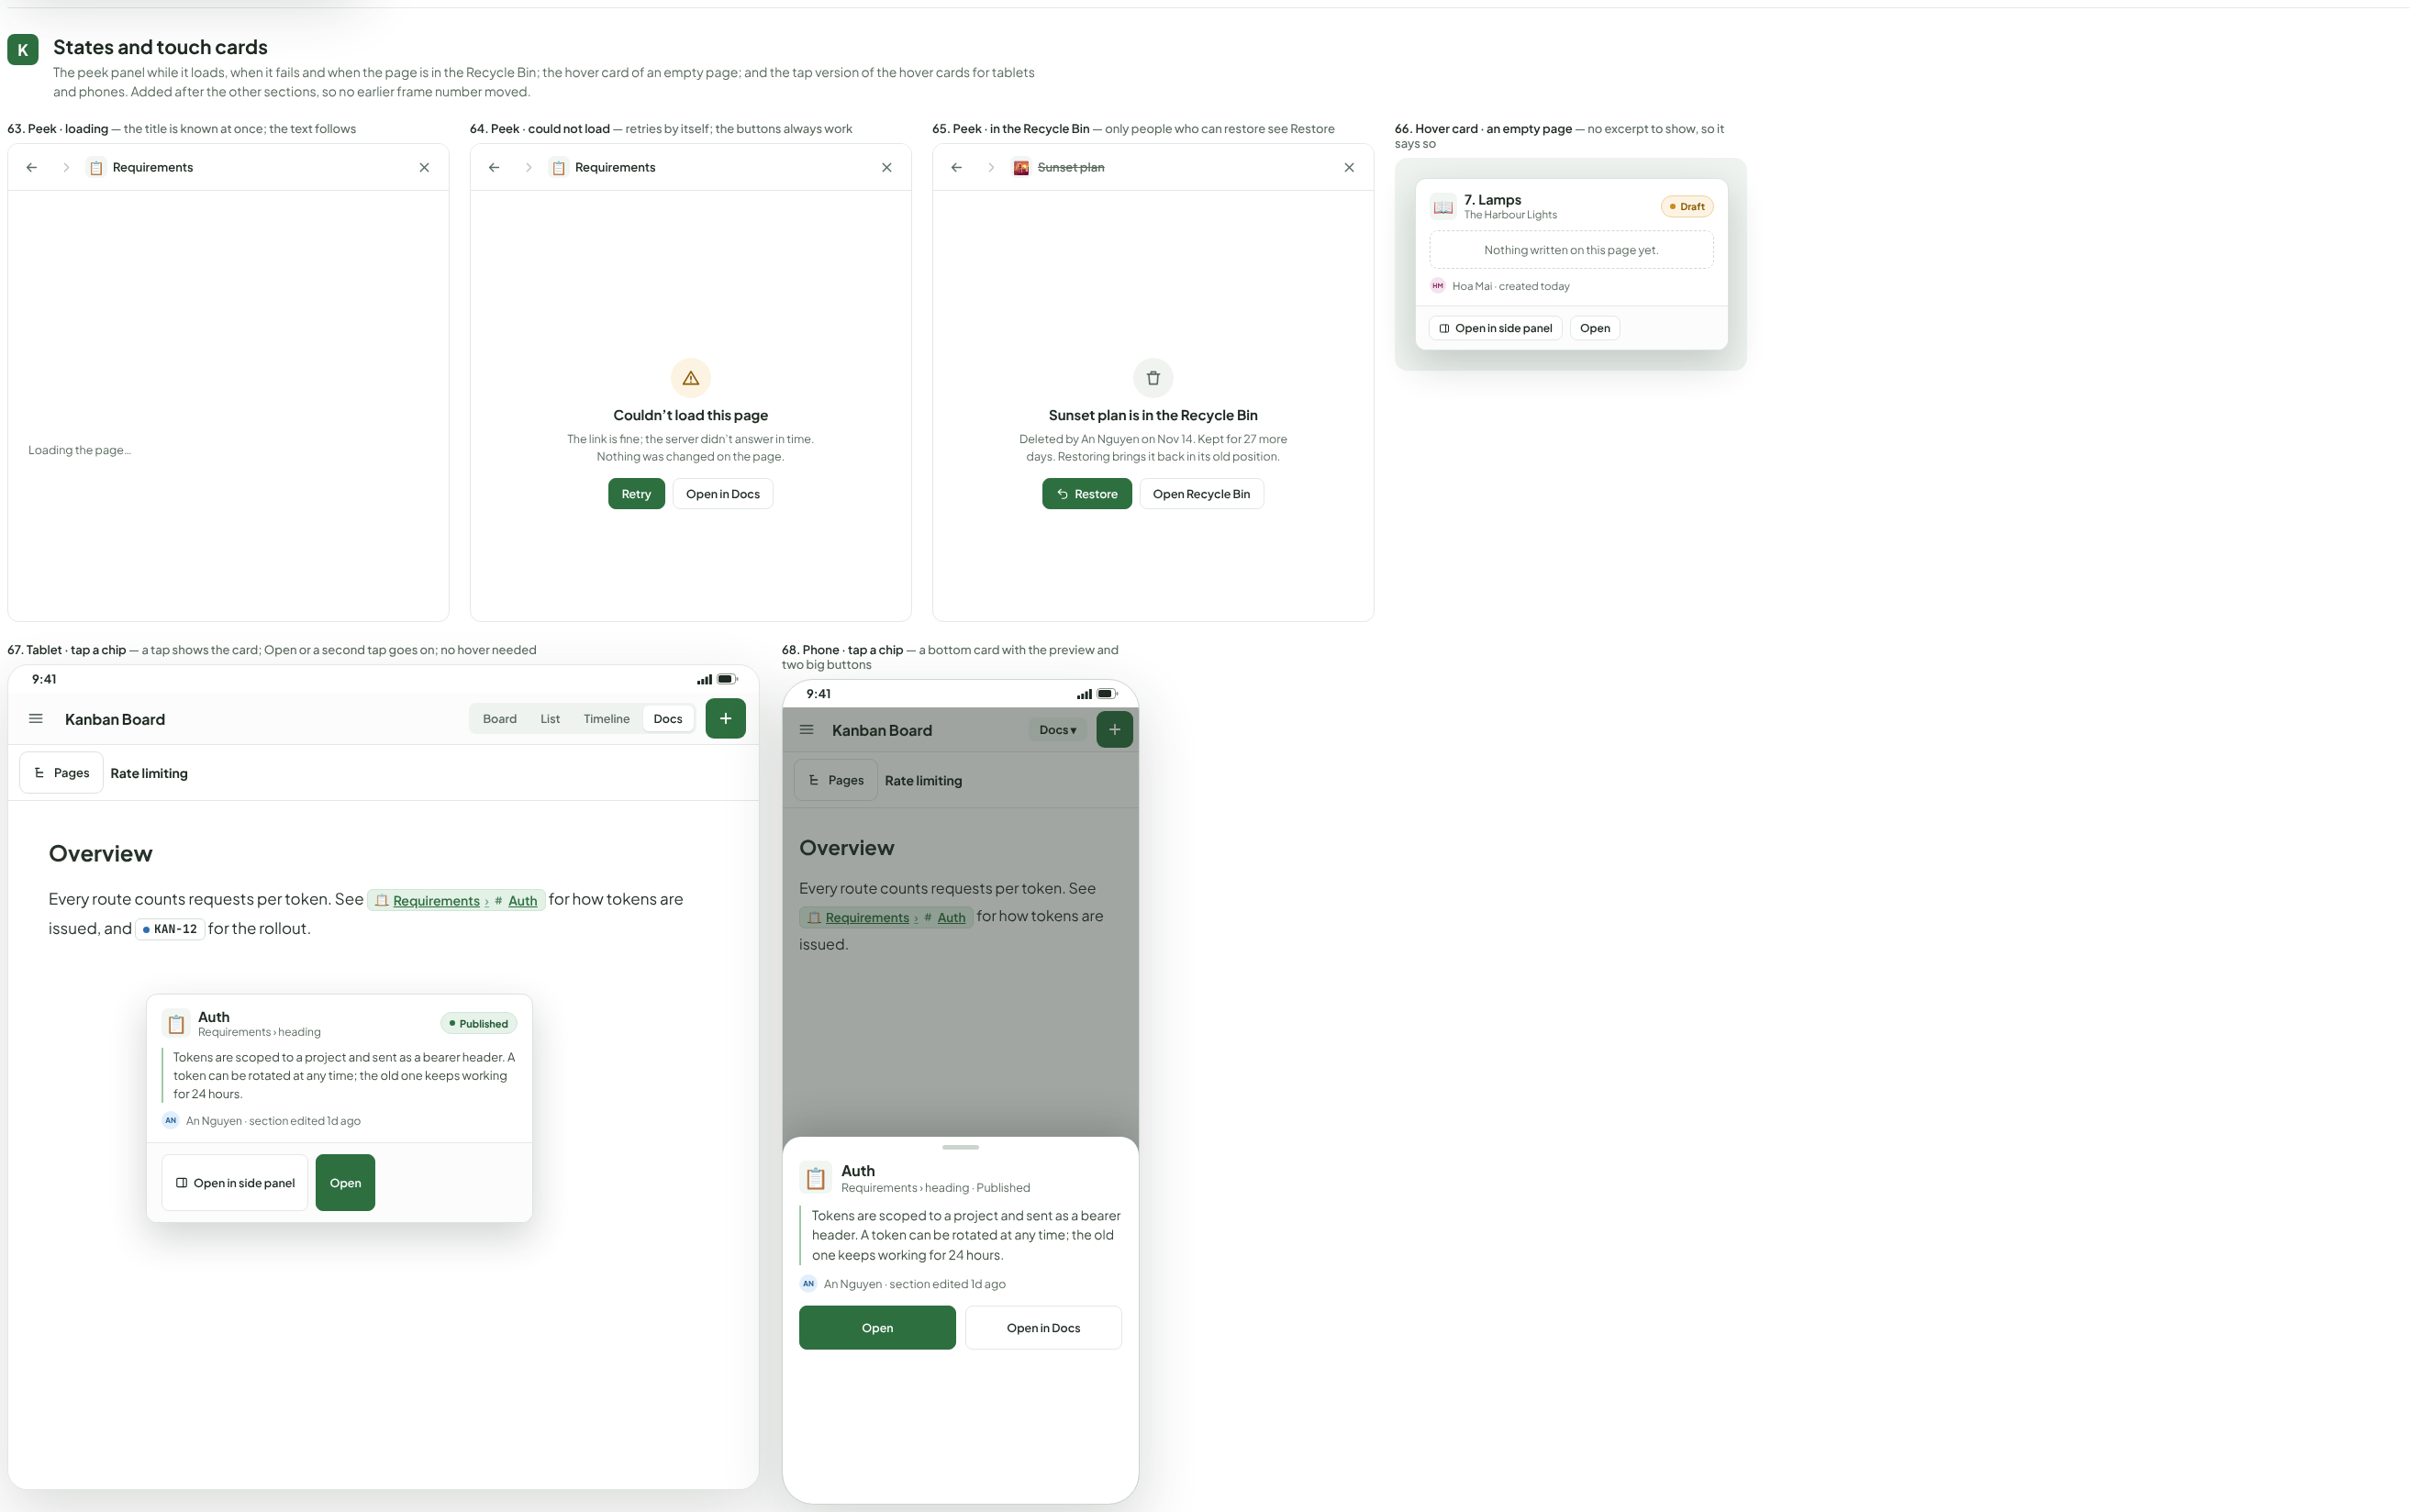 K
States and touch cards
The peek panel while it loads, when it fails and when the page is in the Recycle Bin; the hover card of an empty page; and the tap version of the hover cards for tablets
and phones. Added after the other sections, so no earlier frame number moved.
63. Peek · loading — the title is known at once; the text follows
Requirements
Loading the page…
64. Peek · could not load — retries by itself; the buttons always work
Requirements
Couldn’t load this page
The link is fine; the server didn’t answer in time.
Nothing was changed on the page.
Retry
Open in Docs
65. Peek · in the Recycle Bin — only people who can restore see Restore
Sunset plan
Sunset plan is in the Recycle Bin
Deleted by An Nguyen on Nov 14. Kept for 27 more
days. Restoring brings it back in its old position.
Restore
Open Recycle Bin
66. Hover card · an empty page — no excerpt to show, so it
says so
7. Lamps
The Harbour Lights
Draft
Nothing written on this page yet.
HM
Hoa Mai · created today
Open in side panel
Open
67. Tablet · tap a chip — a tap shows the card; Open or a second tap goes on; no hover needed
9:41
Kanban Board
Board
List
Timeline
Docs
+
Pages
Rate limiting
Overview
Every route counts requests per token. See Requirements › # Auth for how tokens are
issued, and KAN-12 for the rollout.
Auth
Requirements › heading
Published
Tokens are scoped to a project and sent as a bearer header. A
token can be rotated at any time; the old one keeps working
for 24 hours.
AN
An Nguyen · section edited 1d ago
Open in side panel
Open
68. Phone · tap a chip — a bottom card with the preview and
two big buttons
9:41
Kanban Board
Docs ▾
+
Pages
Rate limiting
Overview
Every route counts requests per token. See
Requirements › # Auth for how tokens are
issued.
Auth
Requirements › heading · Published
Tokens are scoped to a project and sent as a bearer
header. A token can be rotated at any time; the old
one keeps working for 24 hours.
AN
An Nguyen · section edited 1d ago
Open
Open in Docs